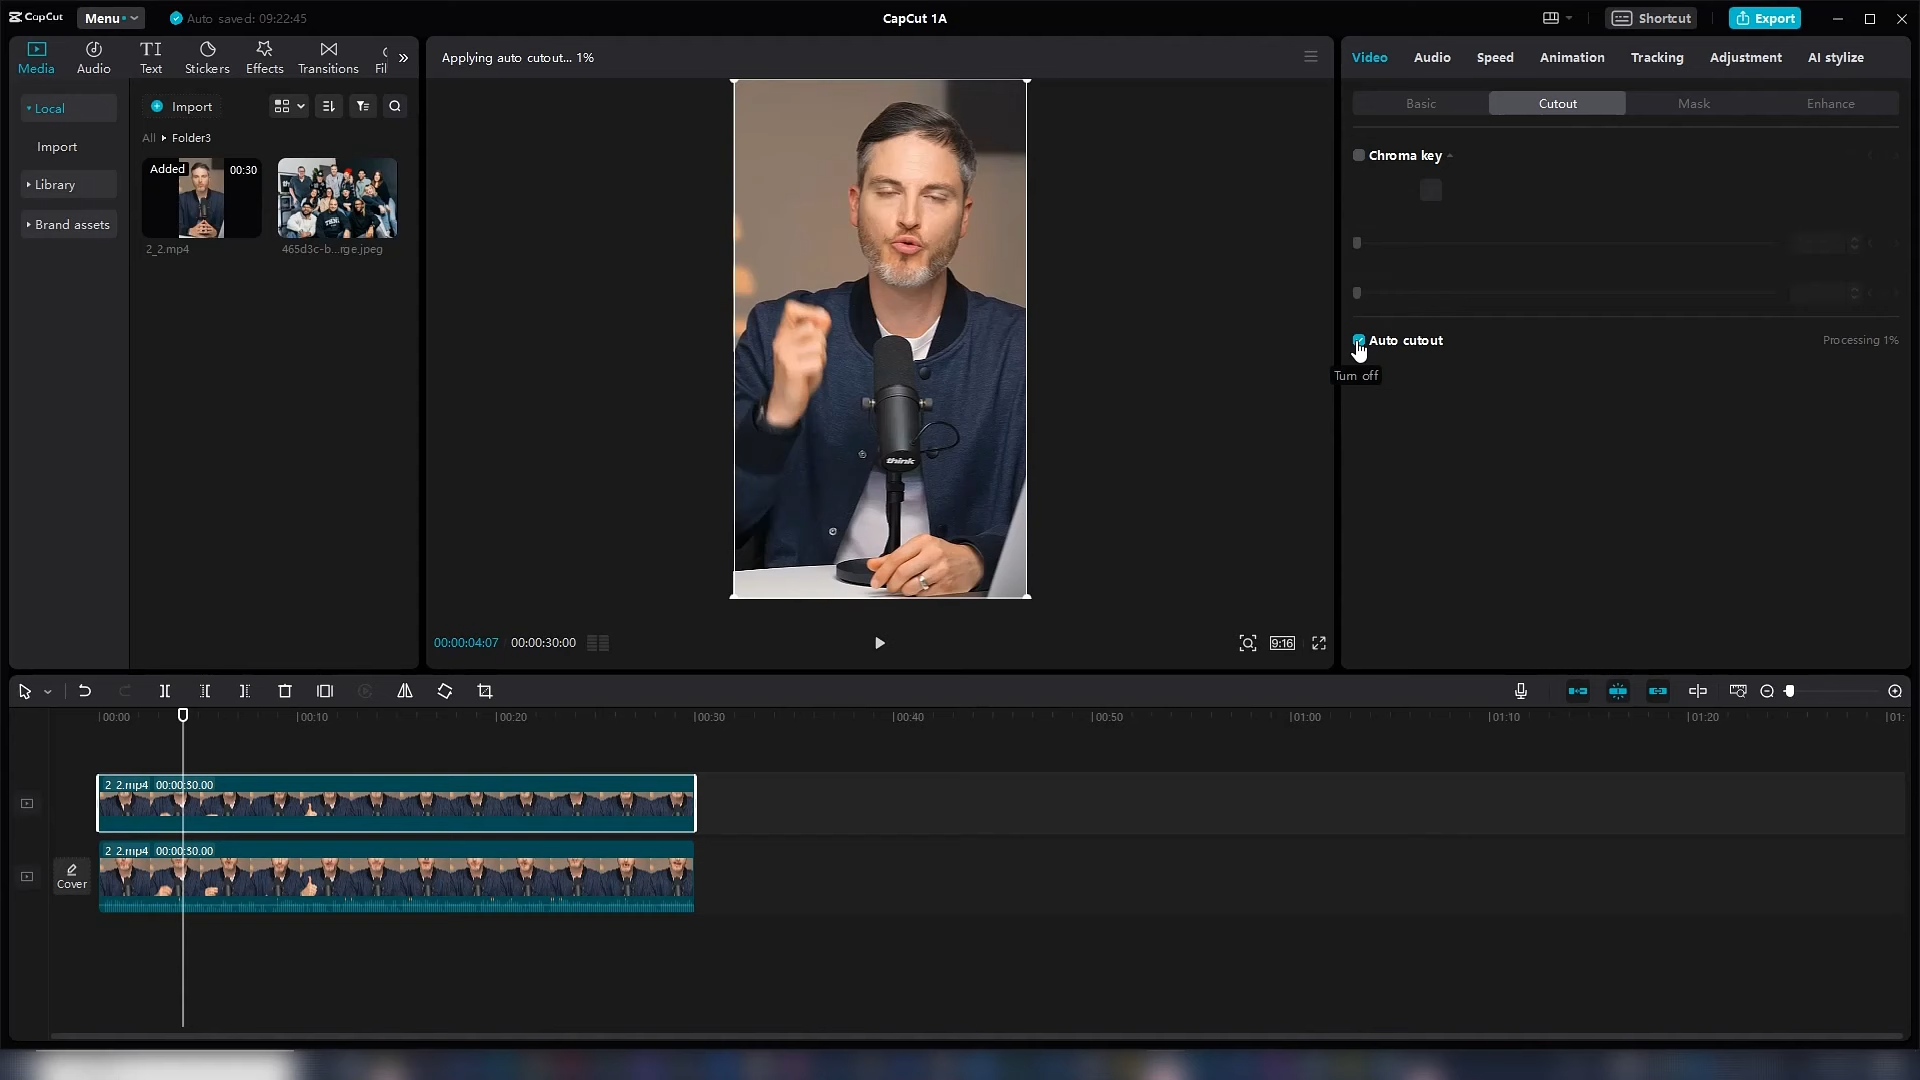 CapCut
Menu
Auto saved: 09:22:45
CapCut 1A
Shortcut
Export
Media
Audio
Text
Stickers
Effects
Transitions
Fil
Local
Import
Library
Brand assets
Import
All
Folder3
Added
00:30
2_2.mp4
465d3c-b...rge.jpeg
Applying auto cutout... 1%
think
00:00:04:07
00:00:30:00
9:16
Video
Audio
Speed
Animation
Tracking
Adjustment
AI stylize
Basic
Cutout
Mask
Enhance
Chroma key
Auto cutout
Processing 1%
Turn off
00:00
00:10
00:20
00:30
00:40
00:50
01:00
01:10
01:20
01:
2_2.mp4 00:00:30:00
Cover
2_2.mp4 00:00:30:00